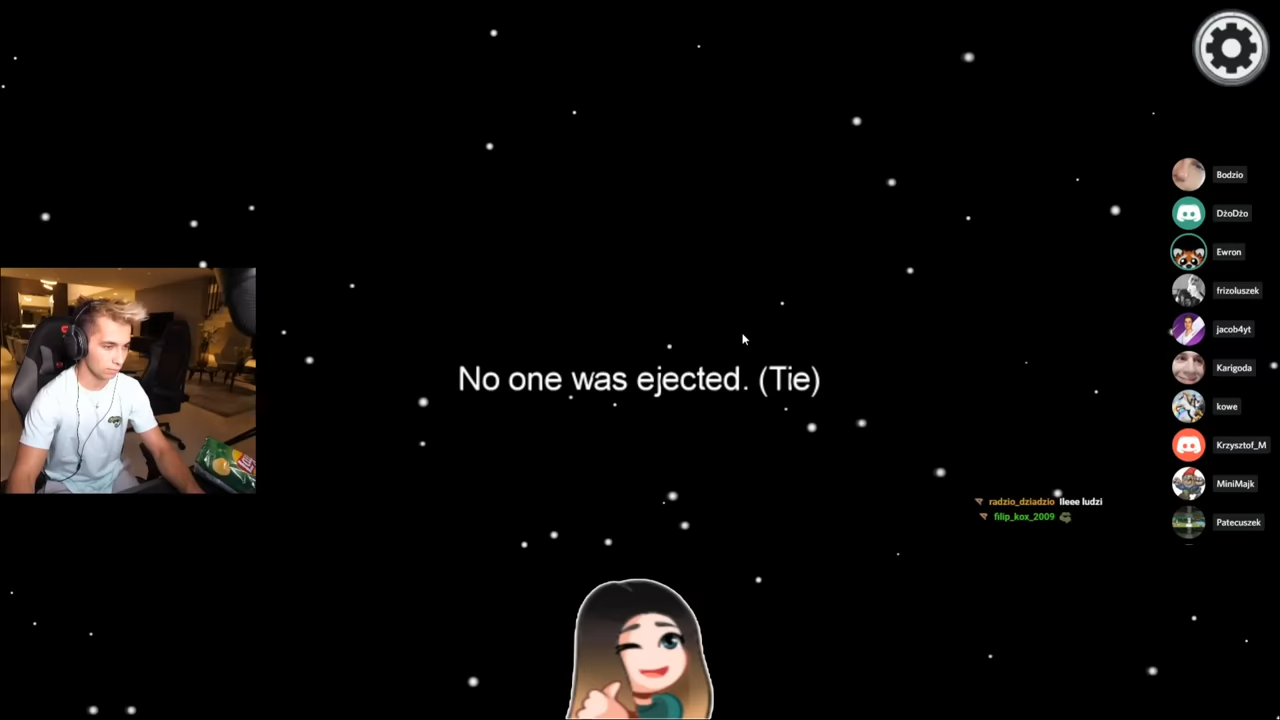 Bodzio
DżoDżo
Ewron
frizoluszek
jacob4yt
Karigoda
No one was ejected. (Tie)
kowe
Krzysztof_M
MiniMajk
radzio_dziadzio Ileee ludzi
filip_kox_2009
Patecuszek